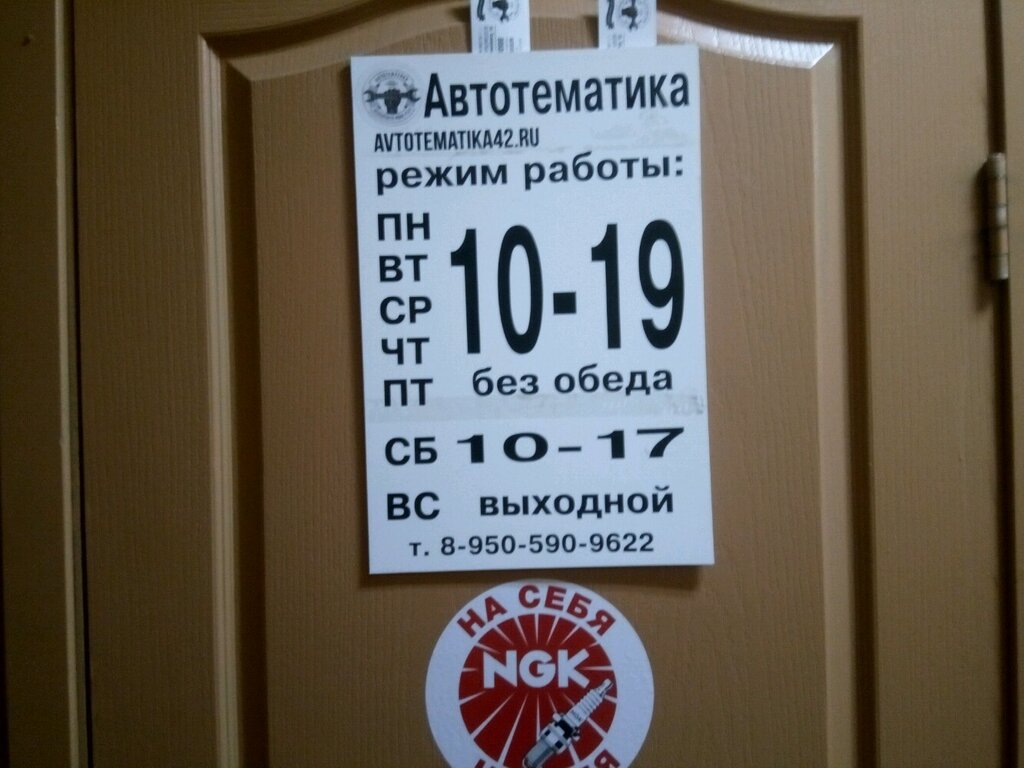 Автотематика
AVTOTEMATIKA42.RU
режим работы:
ПН
ВТ
СР
ЧТ
ПТ
10-19
без обеда
СБ 10-17
ВС выходной
т. 8-950-590-9622
НА СЕБЯ
NGK